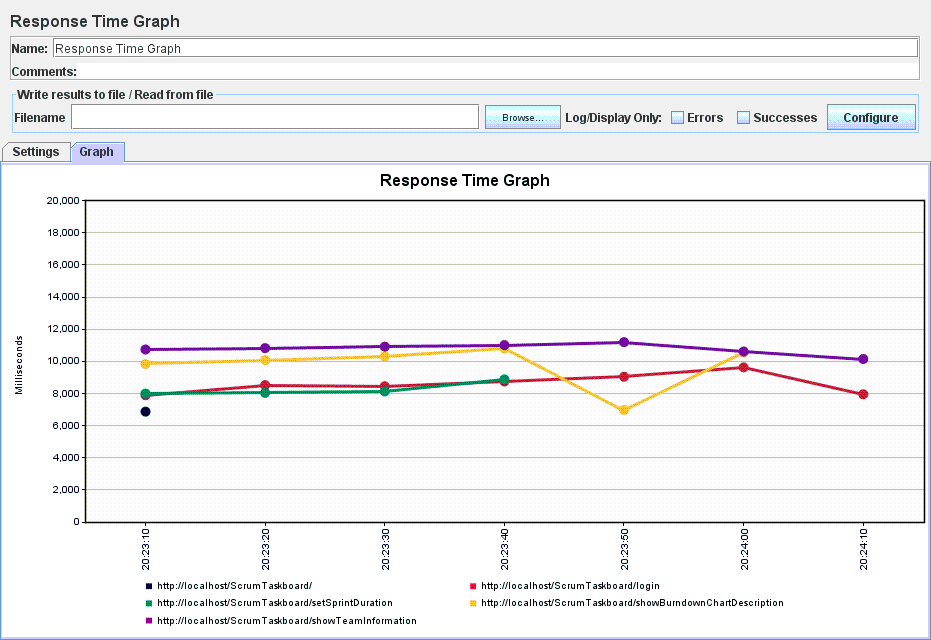 Response Time Graph
Name: Response Time Graph
Comments:
Write results to file / Read from file
Filename Browse... Log/Display Only: Errors Successes Configure
Settings Graph
Response Time Graph
20,000
18,000
16,000
14,000
12,000
10,000
8,000
6,000
4,000
2,000
0
Milliseconds
20:23:10 20:23:20 20:23:30 20:23:40 20:23:50 20:24:00 20:24:10
http://localhost/ScrumTaskboard/ http://localhost/ScrumTaskboard/login
http://localhost/ScrumTaskboard/setSprintDuration http://localhost/ScrumTaskboard/showBurndownChartDescription
http://localhost/ScrumTaskboard/showTeamInformation